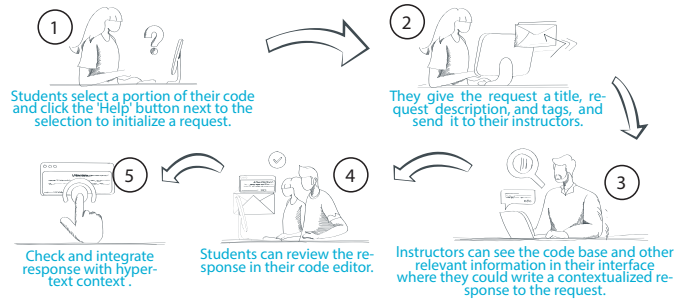 1
Students select a portion of their code
and click the 'Help' button next to the
selection to initialize a request.
2
They give the request a title, re-
quest description, and tags, and
send it to their instructors.
3
Instructors can see the code base and other
relevant information in their interface
where they could write a contextualized re-
sponse to the request.
4
Students can review the re-
sponse in their code editor.
5
Check and integrate
response with hyper-
text context .